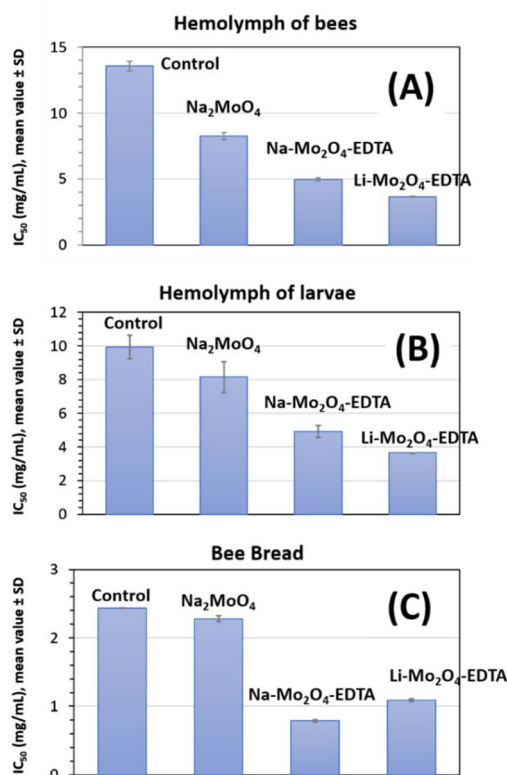 Hemolymph of bees
IC₅₀ (mg/mL), mean value ± SD
15
10
5
0
Control
Na₂MoO₄
Na-Mo₂O₄-EDTA
Li-Mo₂O₄-EDTA
(A)
Hemolymph of larvae
IC₅₀ (mg/mL), mean value ± SD
12
10
8
6
4
2
0
Control
Na₂MoO₄
Na-Mo₂O₄-EDTA
Li-Mo₂O₄-EDTA
(B)
Bee Bread
IC₅₀ (mg/mL), mean value ± SD
3
2
1
0
Control
Na₂MoO₄
Na-Mo₂O₄-EDTA
Li-Mo₂O₄-EDTA
(C)